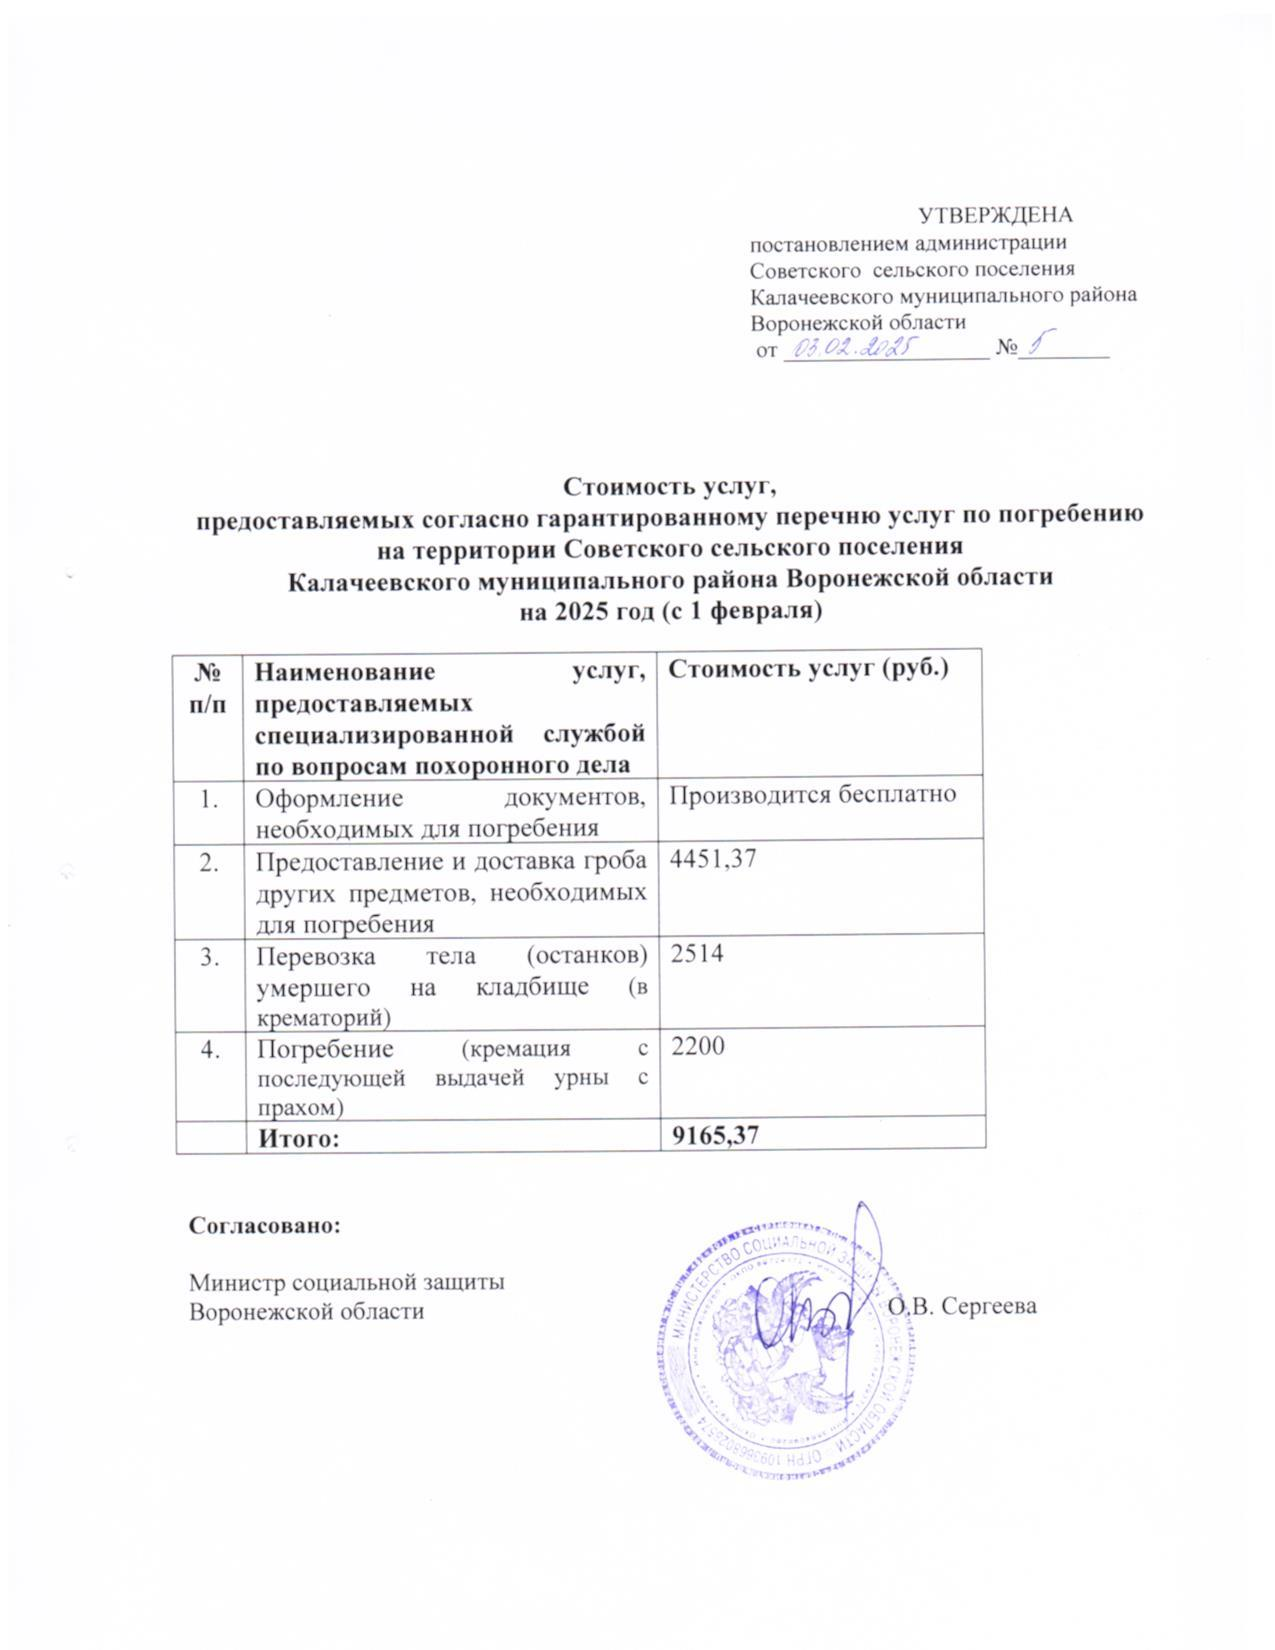 УТВЕРЖДЕНА
постановлением администрации
Советского сельского поселения
Калачеевского муниципального района
Воронежской области
от 03.02.2025 № 5
Стоимость услуг,
предоставляемых согласно гарантированному перечню услуг по погребению
на территории Советского сельского поселения
Калачеевского муниципального района Воронежской области
на 2025 год (с 1 февраля)
№ п/п
Наименование услуг,
предоставляемых
специализированной службой
по вопросам похоронного дела
Стоимость услуг (руб.)
1.
Оформление документов,
необходимых для погребения
Производится бесплатно
2.
Предоставление и доставка гроба
других предметов, необходимых
для погребения
4451,37
3.
Перевозка тела (останков)
умершего на кладбище (в
крематорий)
2514
4.
Погребение (кремация с
последующей выдачей урны с
прахом)
2200
Итого:
9165,37
Согласовано:
Министр социальной защиты
Воронежской области
О.В. Сергеева
МИНИСТЕРСТВО СОЦИАЛЬНОЙ ЗАЩИТЫ ВОРОНЕЖСКОЙ ОБЛАСТИ